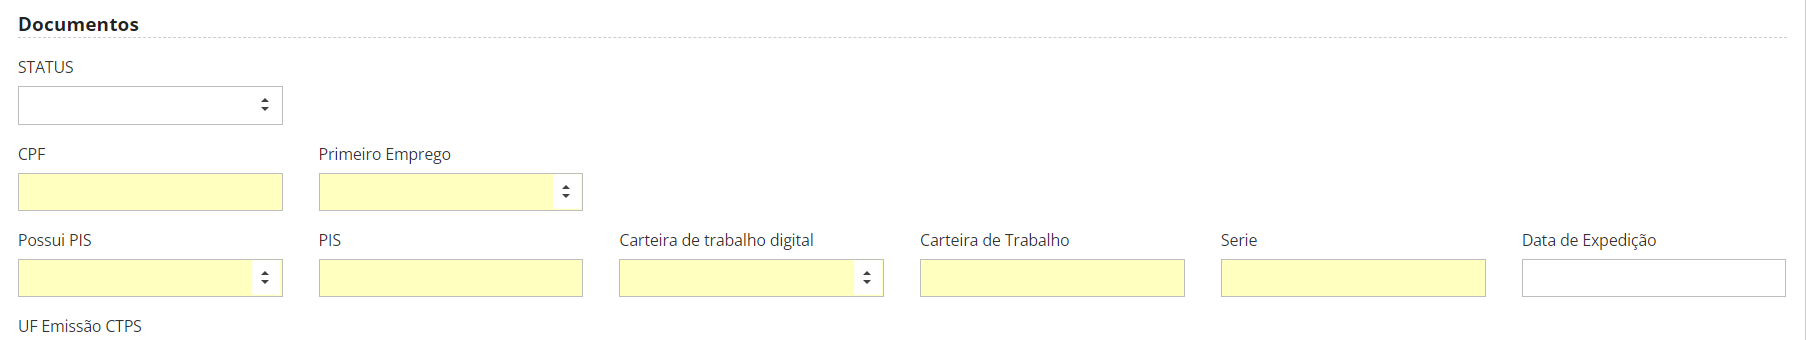 Documentos
STATUS
CPF Primeiro Emprego
Possui PIS PIS Carteira de trabalho digital Carteira de Trabalho Serie Data de Expedição
UF Emissão CTPS